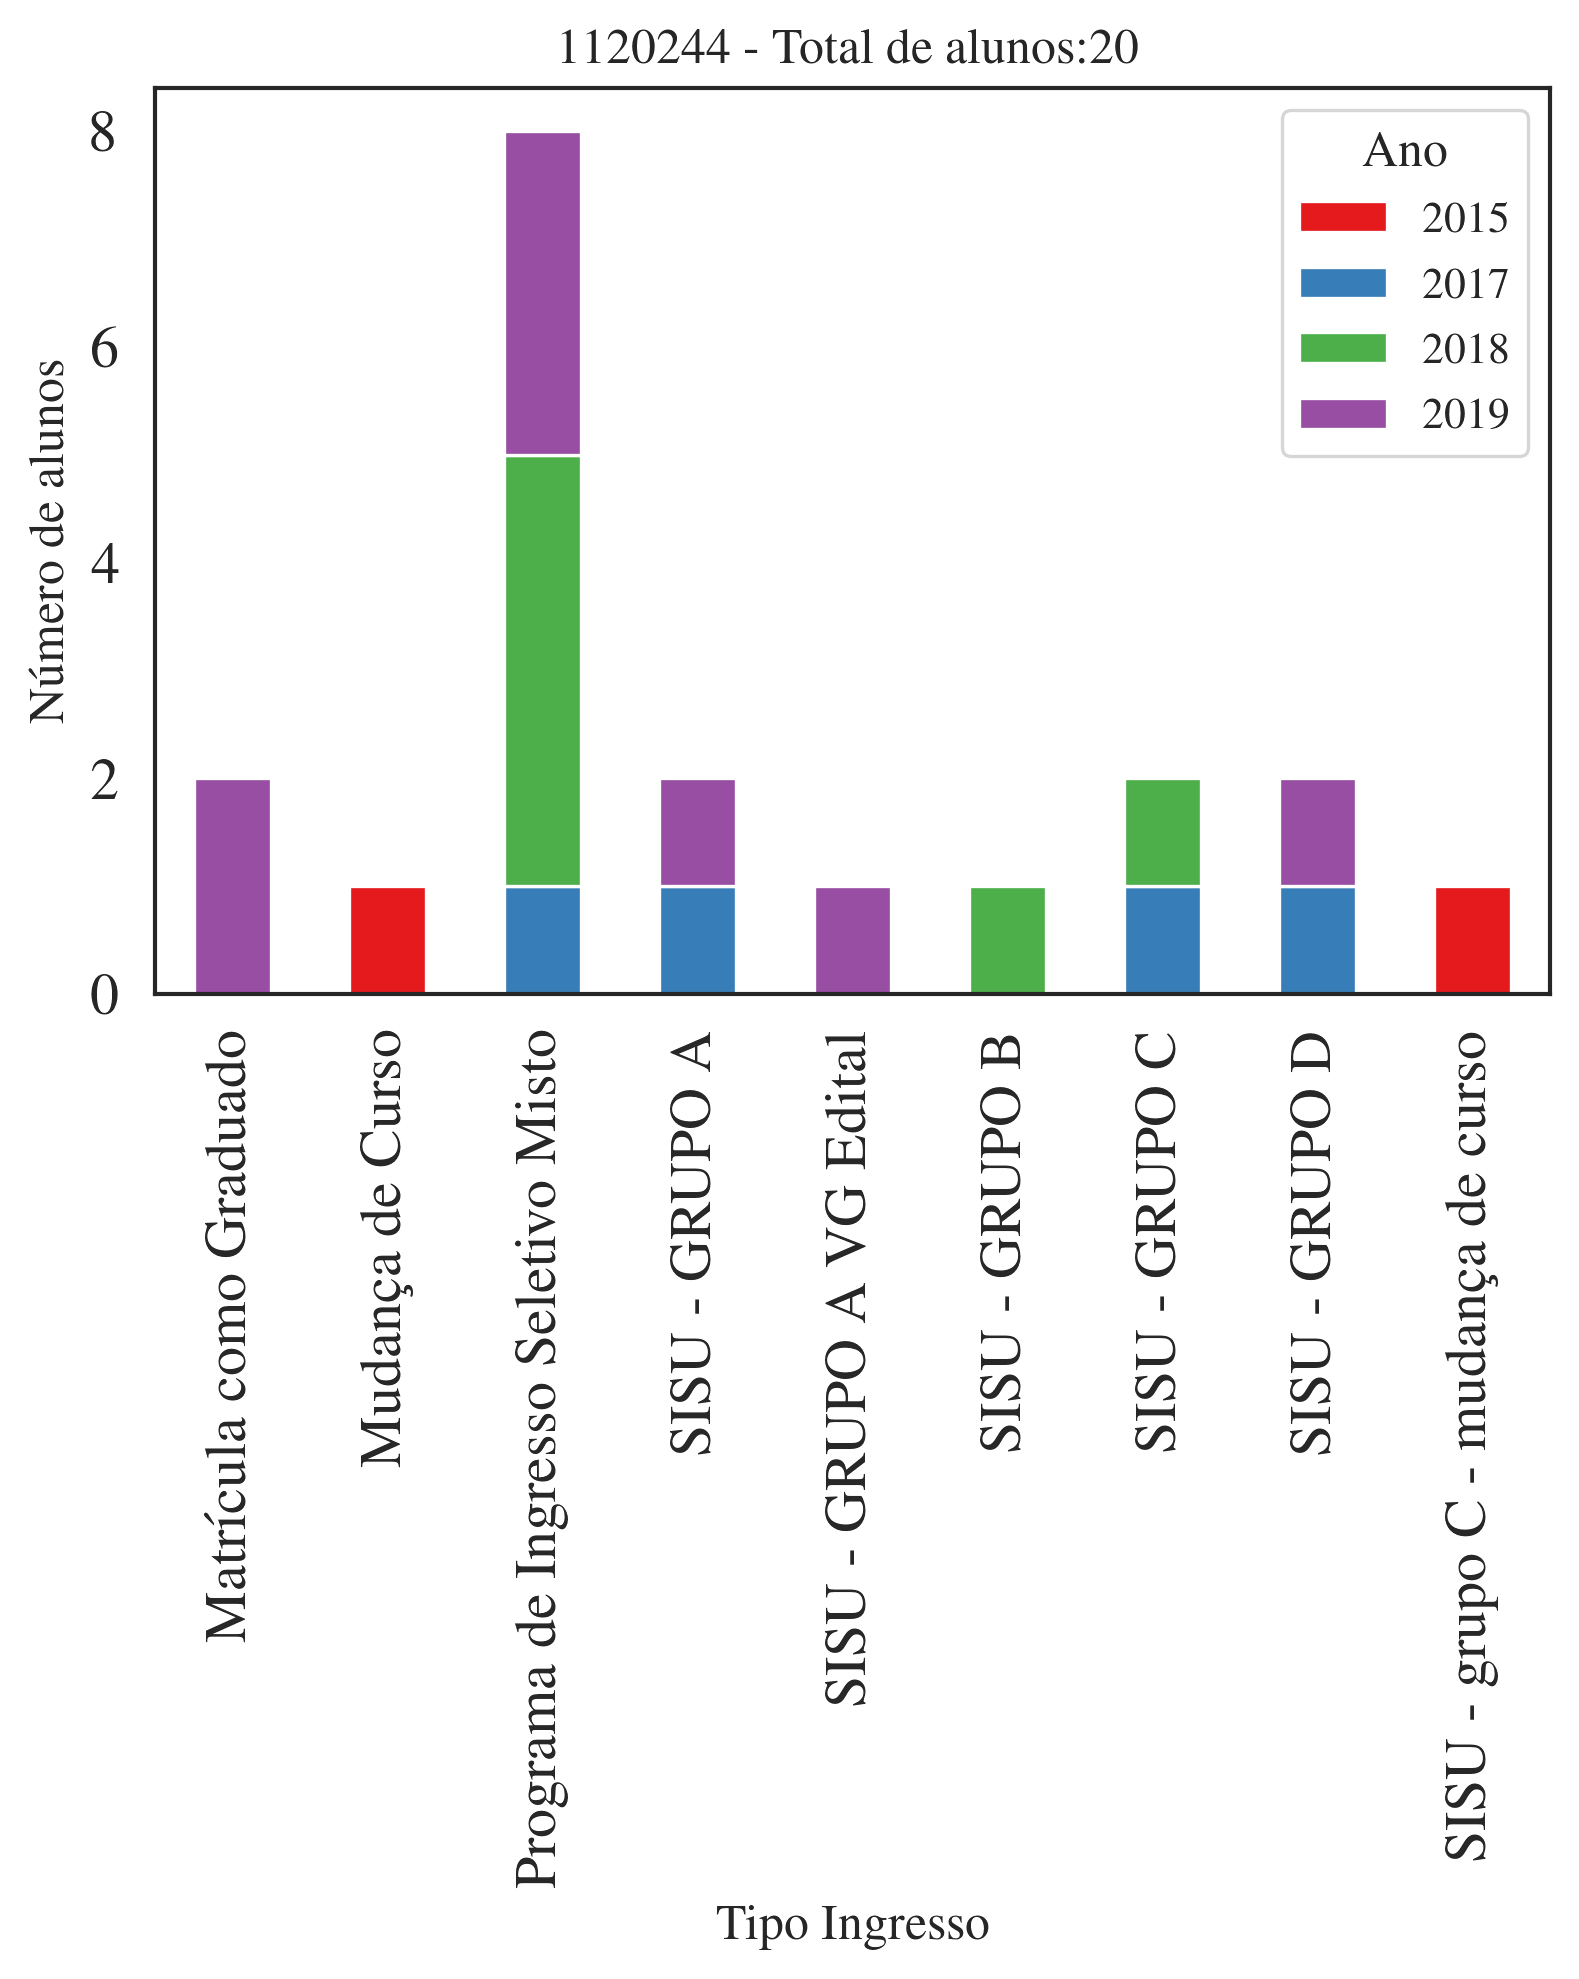 1120244 - Total de alunos:20
Número de alunos
8
6
4
2
0
Ano
2015
2017
2018
2019
Matrícula como Graduado
Mudança de Curso
Programa de Ingresso Seletivo Misto
SISU - GRUPO A
SISU - GRUPO A VG Edital
SISU - GRUPO B
SISU - GRUPO C
SISU - GRUPO D
SISU - grupo C - mudança de curso
Tipo Ingresso